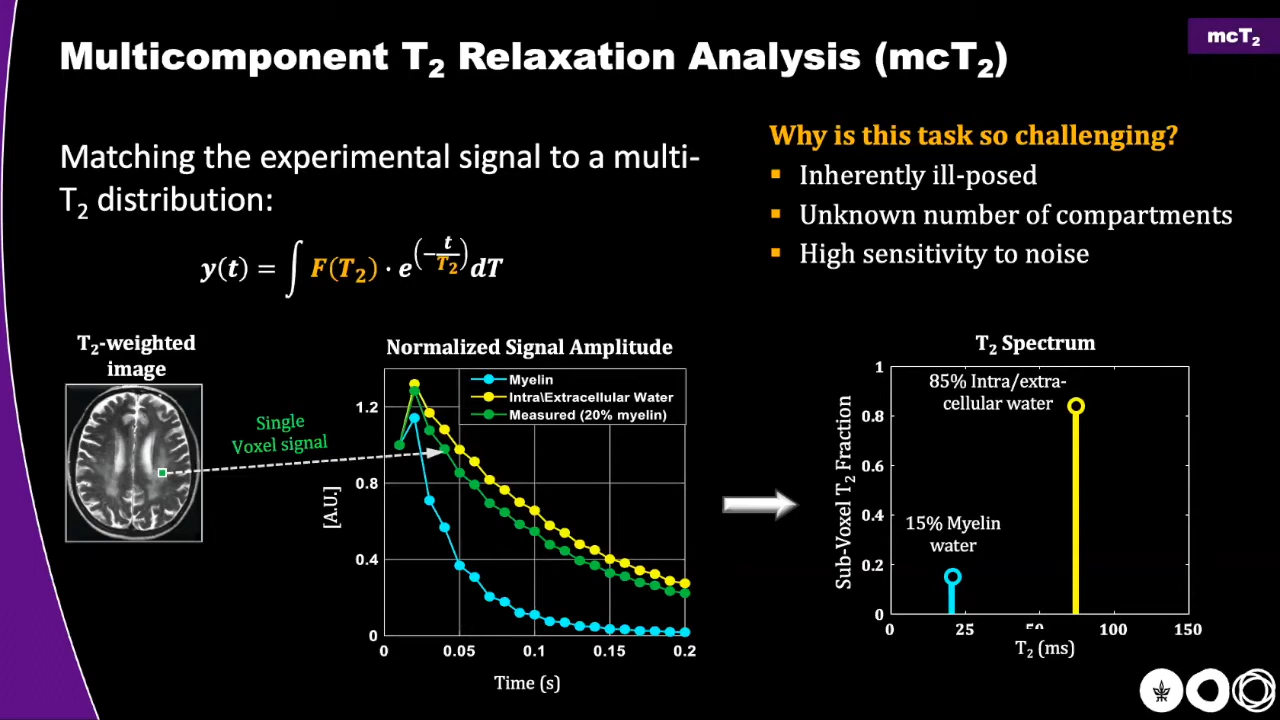 mcT₂
Multicomponent T₂ Relaxation Analysis (mcT₂)
Matching the experimental signal to a multi-
T₂ distribution:
y(t) = ∫ F(T₂) · e^(−t/T₂) dT
Why is this task so challenging?
▪ Inherently ill-posed
▪ Unknown number of compartments
▪ High sensitivity to noise
T₂-weighted
image
Single
Voxel signal
Normalized Signal Amplitude
Myelin
Intra\Extracellular Water
Measured (20% myelin)
1.2
0.8
0.4
0
[A.U.]
0 0.05 0.1 0.15 0.2
Time (s)
T₂ Spectrum
85% Intra/extra-
cellular water
15% Myelin
water
1
0.8
0.6
0.4
0.2
0
Sub-Voxel T₂ Fraction
0 25 100 150
T₂ (ms)